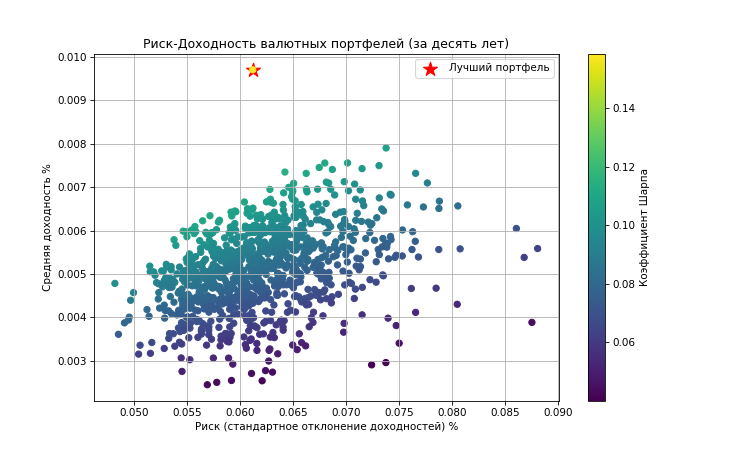 Риск-Доходность валютных портфелей (за десять лет)
Лучший портфель
0.010
0.009
0.008
0.007
0.006
0.005
0.004
0.003
Средняя доходность %
0.050 0.055 0.060 0.065 0.070 0.075 0.080 0.085 0.090
Риск (стандартное отклонение доходностей) %
0.14
0.12
0.10
0.08
0.06
Коэффициент Шарпа